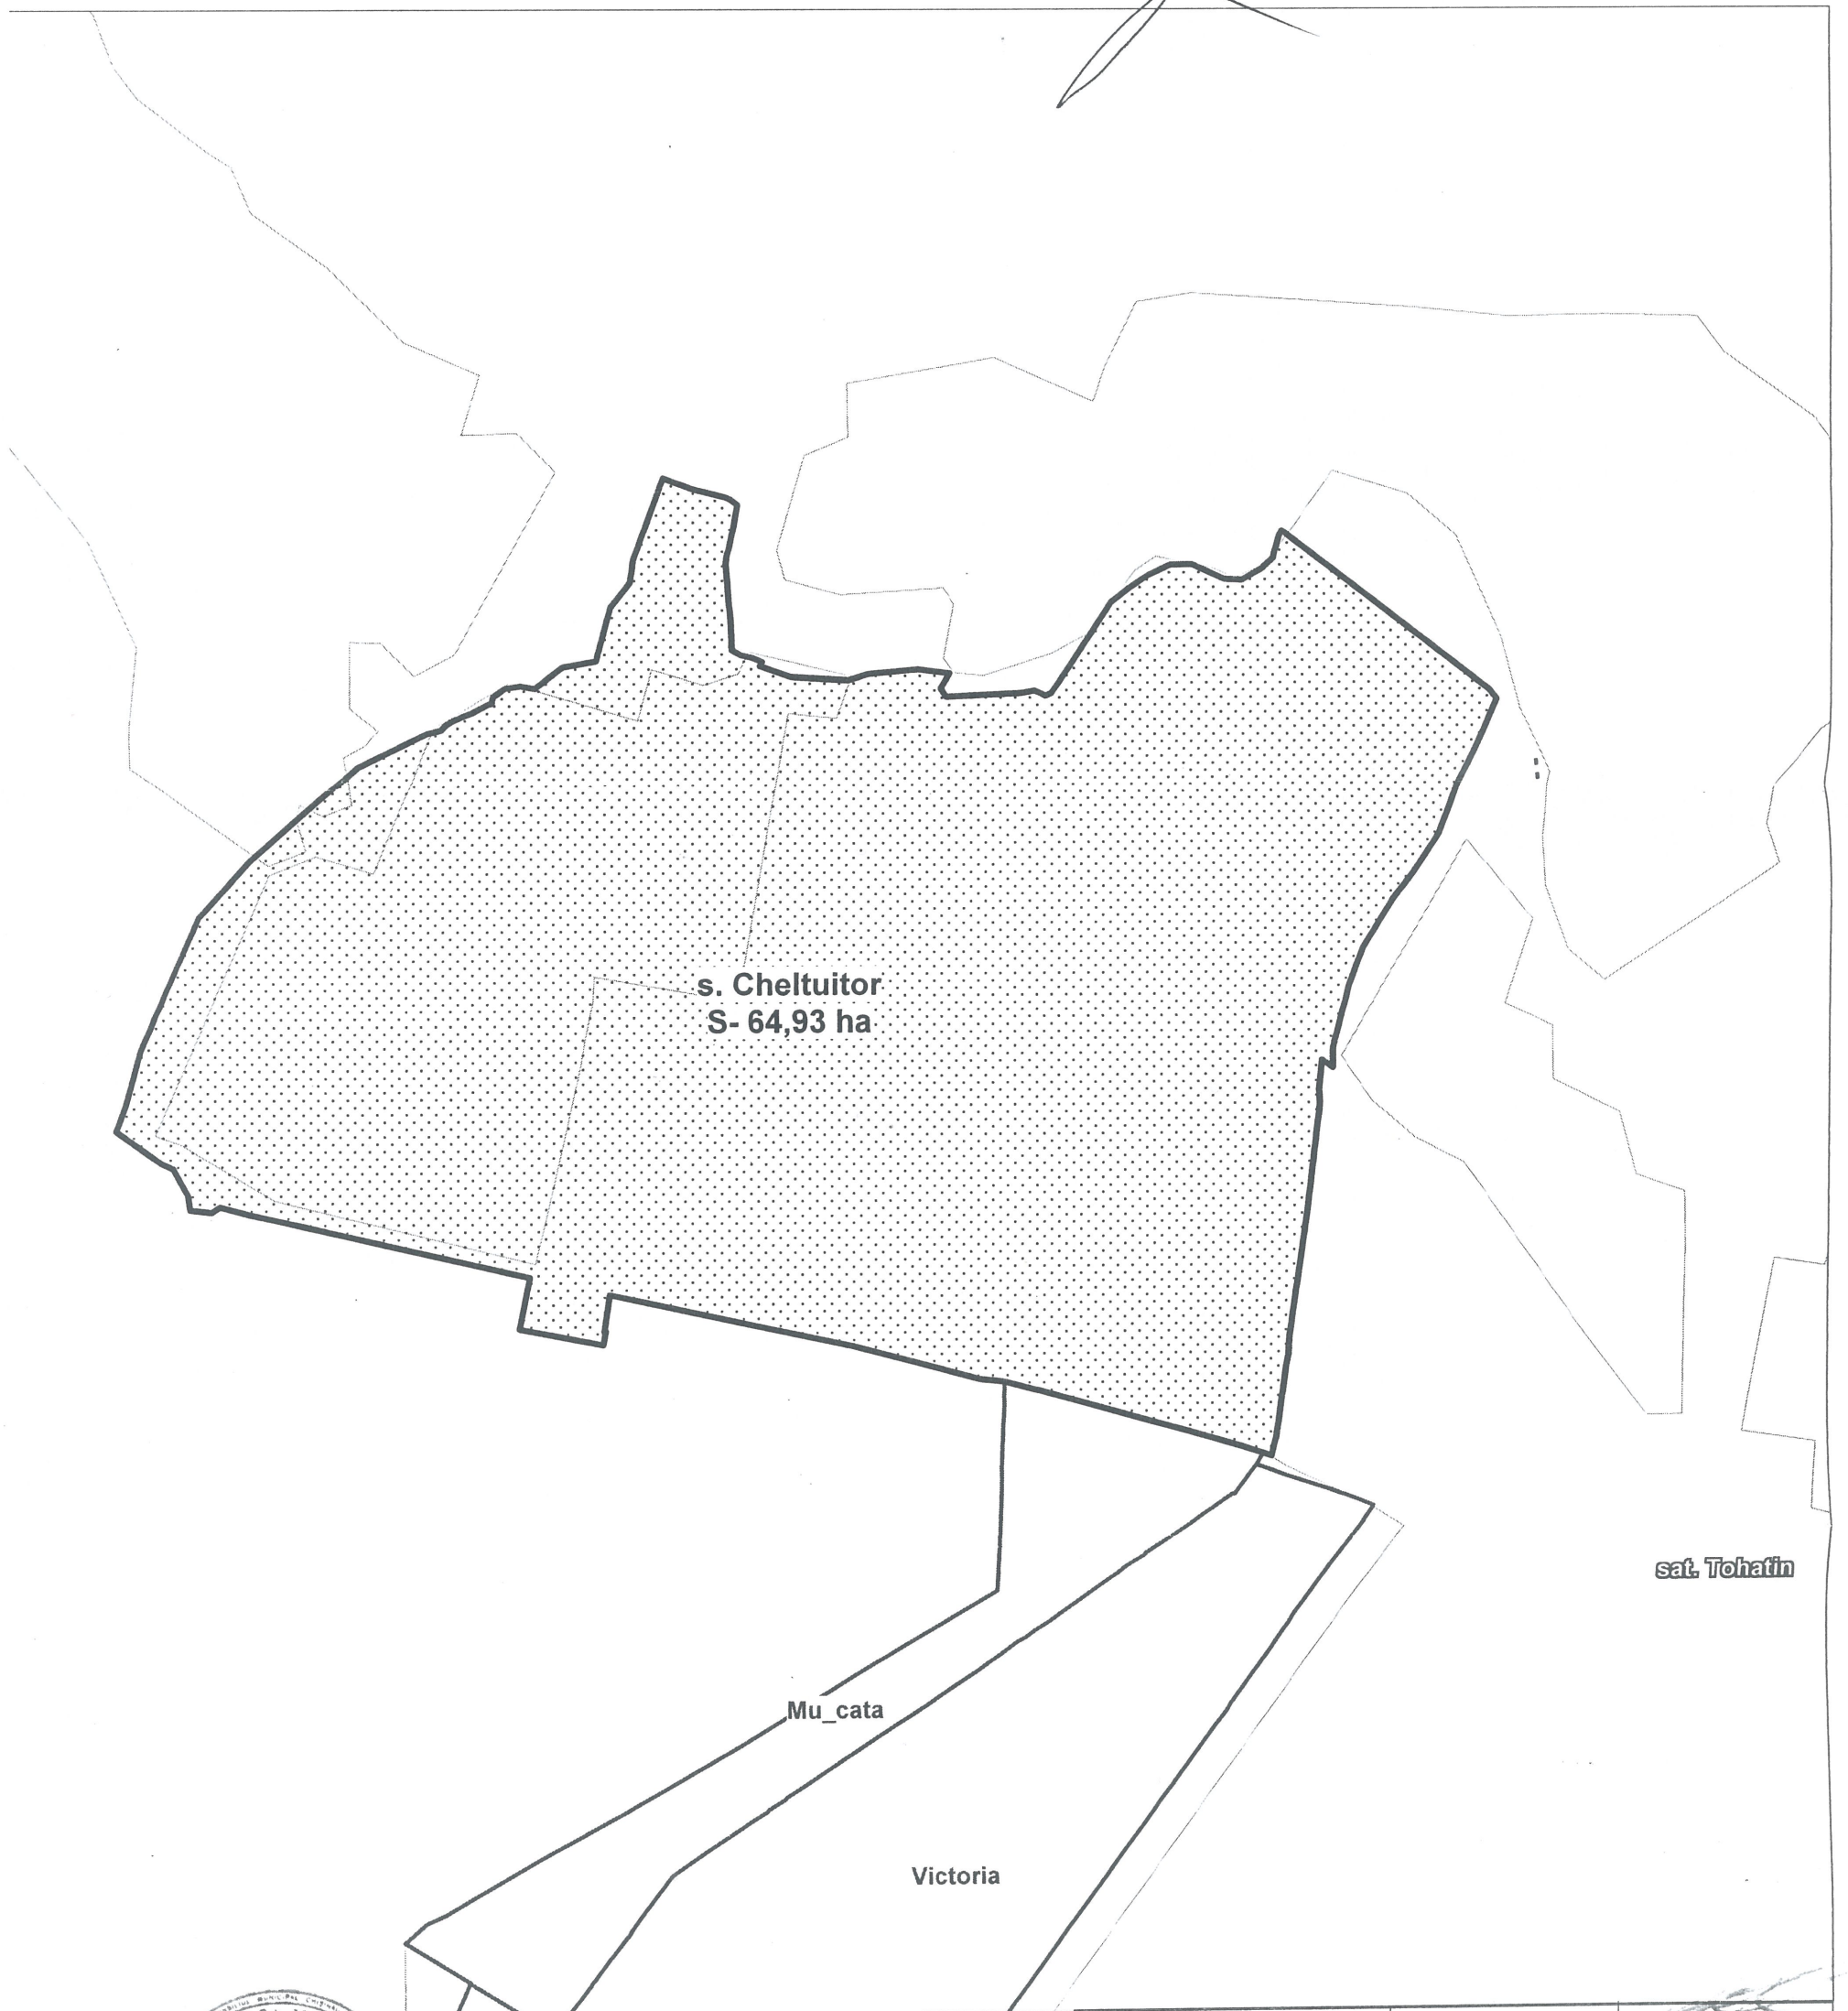 s. Cheltuitor
S- 64,93 ha
sat. Tohatin
Mu_cata
Victoria